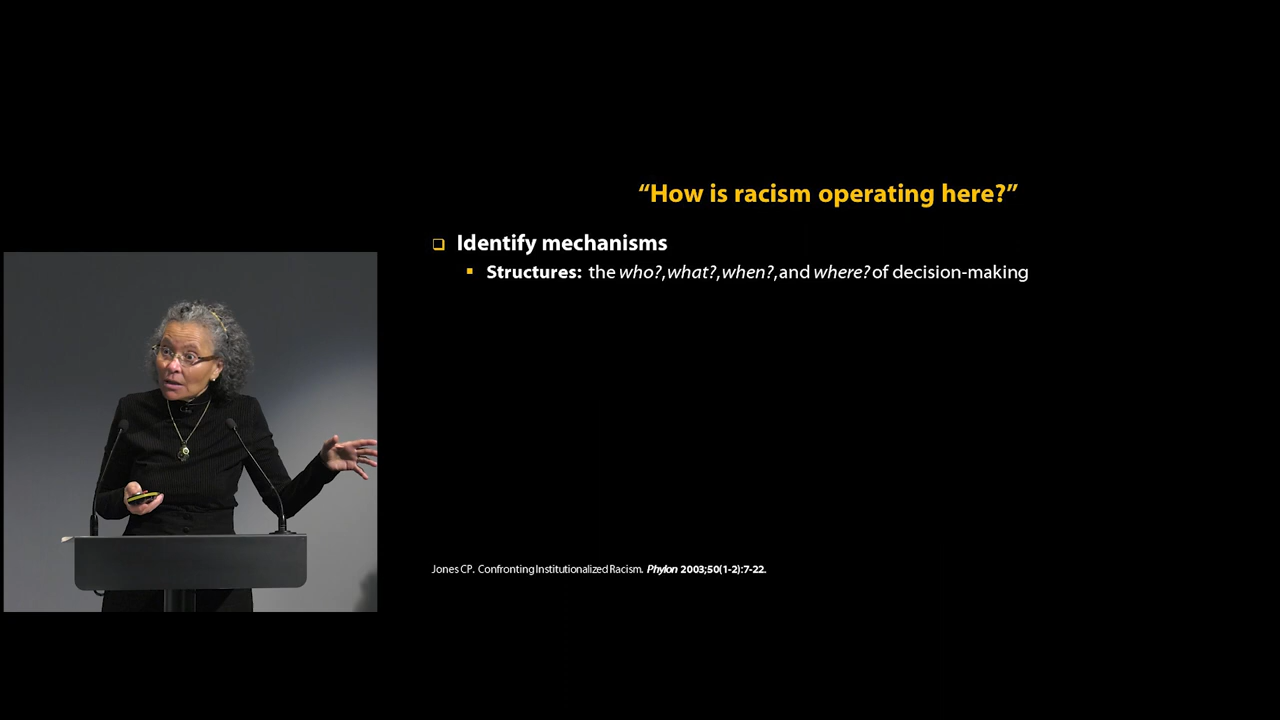 “How is racism operating here?”
Identify mechanisms
Structures: the who?, what?, when?, and where? of decision-making
Jones CP. Confronting Institutionalized Racism. Phylon 2003;50(1-2):7-22.